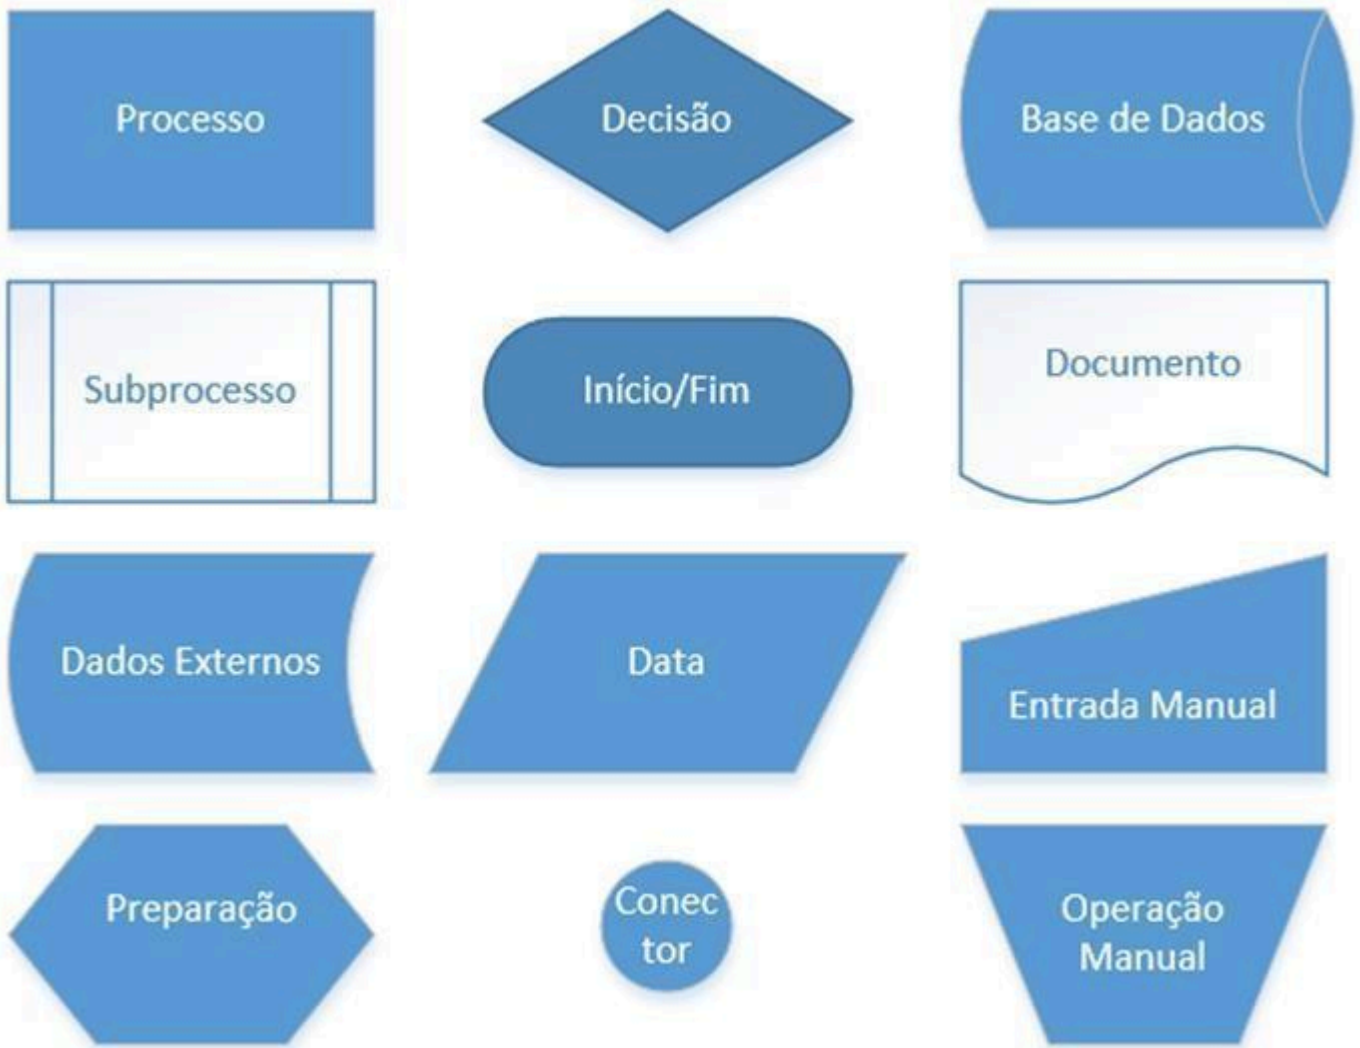 Processo
Decisão
Base de Dados
Subprocesso
Início/Fim
Documento
Dados Externos
Data
Entrada Manual
Preparação
Conec
tor
Operação
Manual